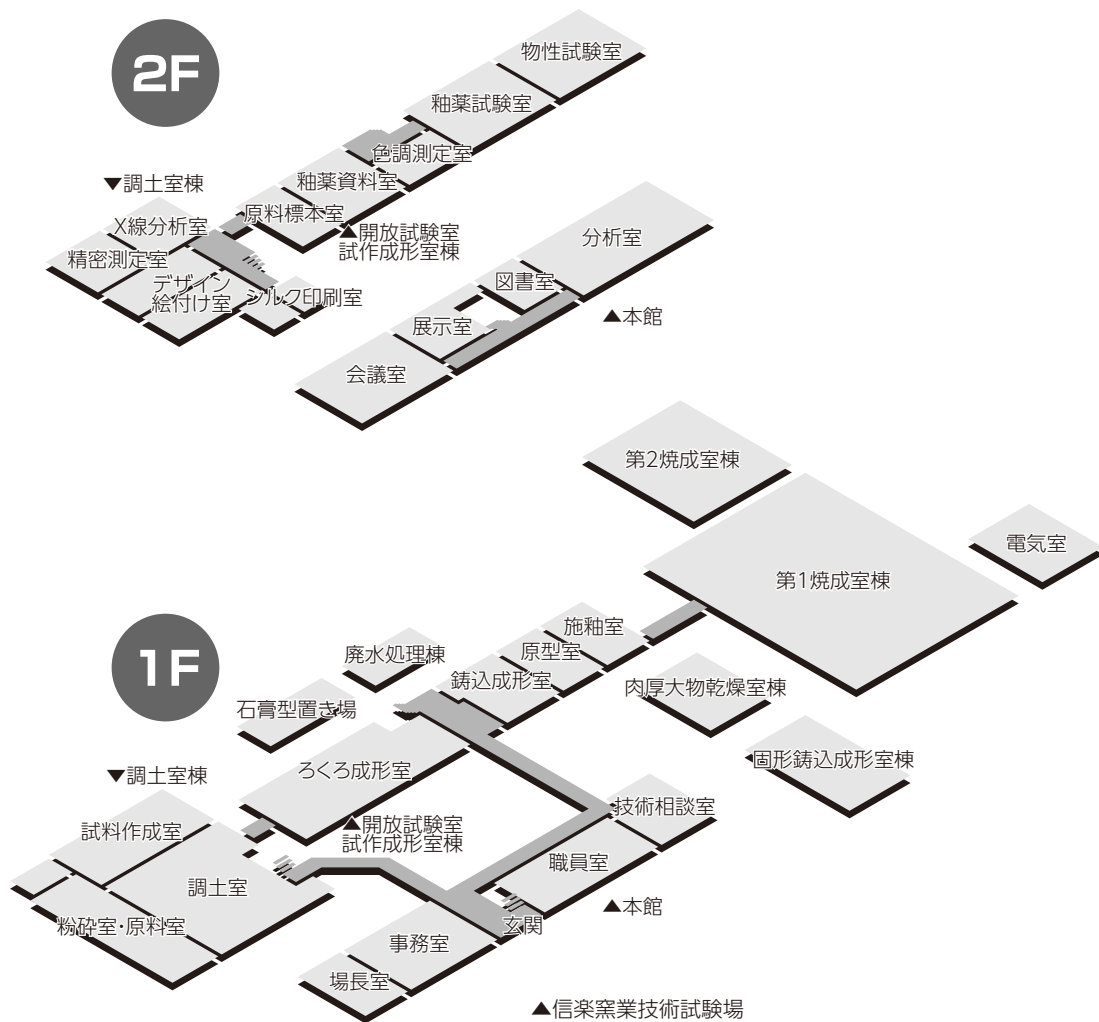 2F
物性試験室
釉薬試験室
色調測定室
釉薬資料室
原料標本室
▼調土室棟
X線分析室
精密測定室
デザイン
絵付け室
シルク印刷室
▲開放試験室
試作成形室棟
分析室
図書室
展示室
会議室
▲本館
1F
第2焼成室棟
第1焼成室棟
電気室
施釉室
原型室
鋳込成形室
廃水処理棟
石膏型置き場
肉厚大物乾燥室棟
固形鋳込成形室棟
ろくろ成形室
▼調土室棟
試料作成室
調土室
粉砕室・原料室
▲開放試験室
試作成形室棟
技術相談室
職員室
▲本館
玄関
事務室
場長室
▲信楽窯業技術試験場